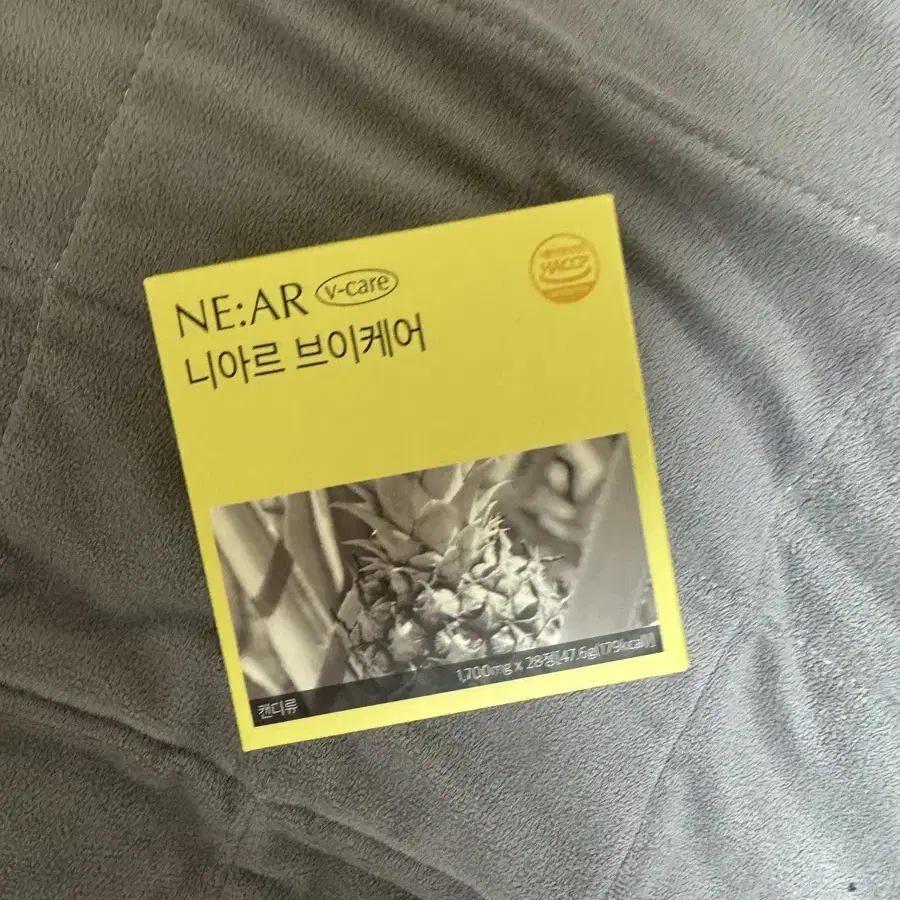 NE:AR v-care
니아르 브이케어
HACCP
1,700mg x 28정[47.6g(179kcal)]
캔디류